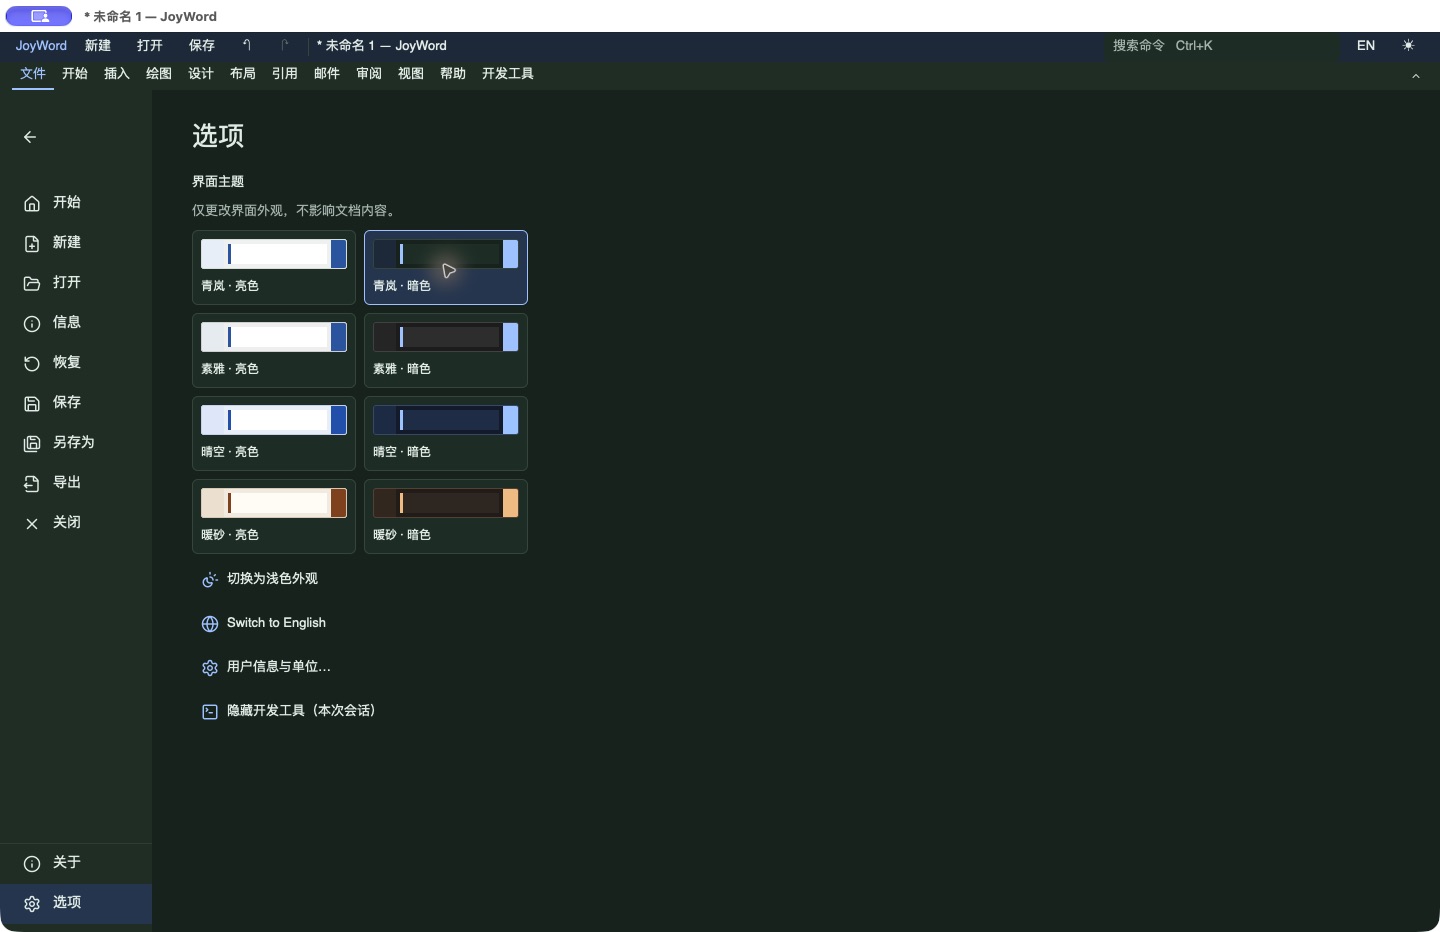 * 未命名 1 — JoyWord
JoyWord 新建 打开 保存 * 未命名 1 — JoyWord 搜索命令 Ctrl+K EN
文件 开始 插入 绘图 设计 布局 引用 邮件 审阅 视图 帮助 开发工具
选项
界面主题
仅更改界面外观，不影响文档内容。
青岚 · 亮色
青岚 · 暗色
素雅 · 亮色
素雅 · 暗色
晴空 · 亮色
晴空 · 暗色
暖砂 · 亮色
暖砂 · 暗色
切换为浅色外观
Switch to English
用户信息与单位...
隐藏开发工具（本次会话）
开始
新建
打开
信息
恢复
保存
另存为
导出
关闭
关于
选项